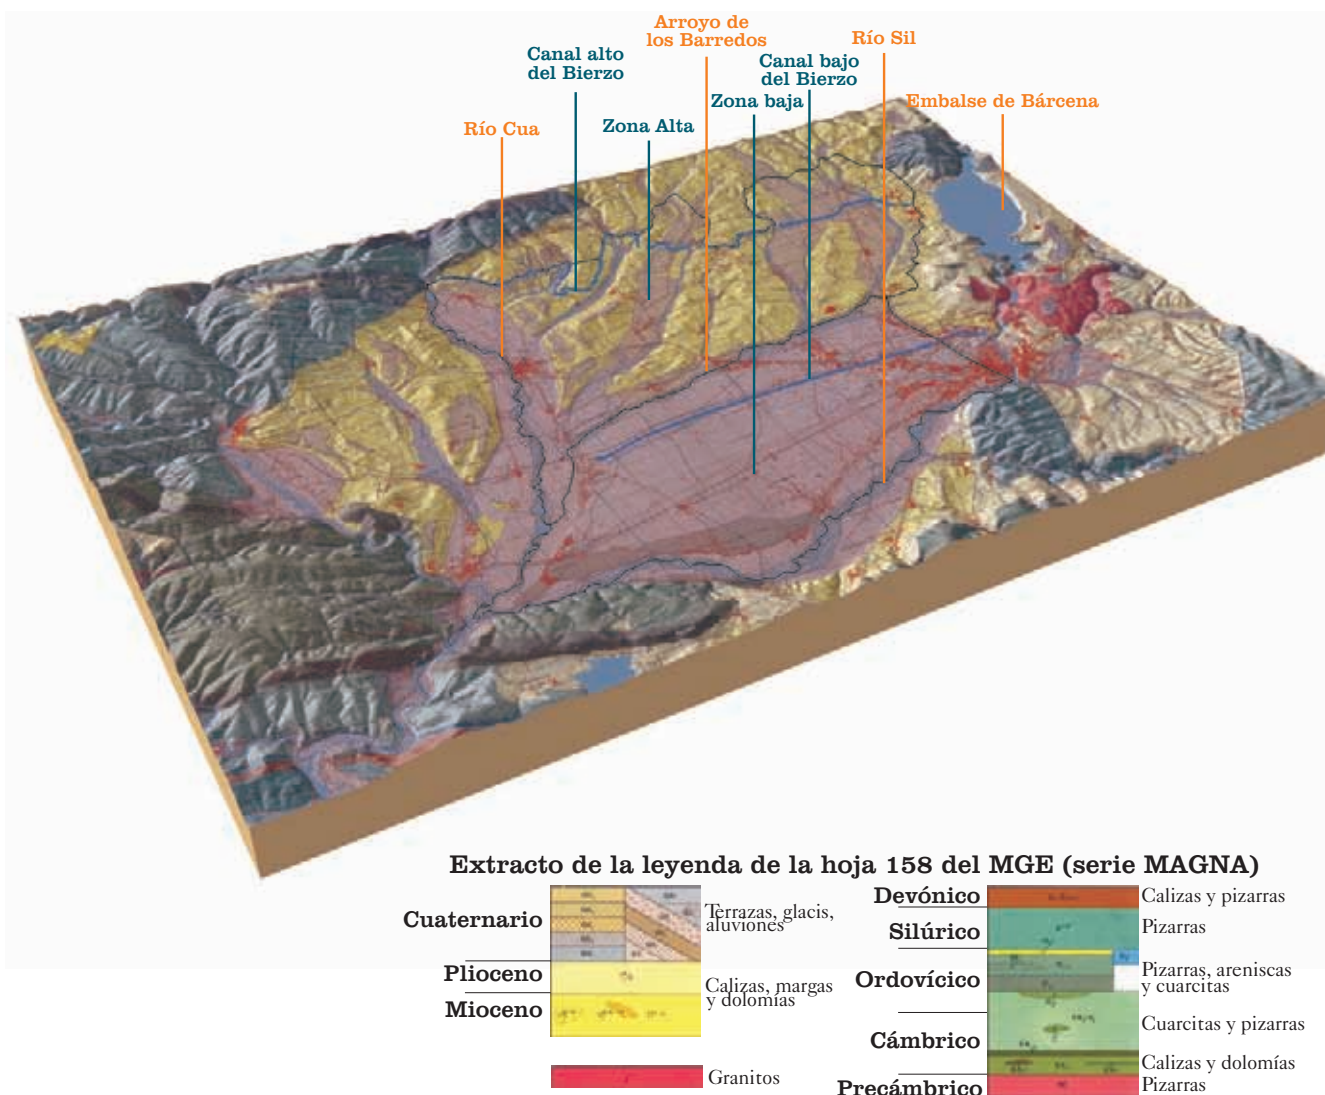 Arroyo de
los Barredos
Río Sil
Canal alto
del Bierzo
Canal bajo
del Bierzo
Zona baja
Embalse de Bárcena
Río Cua
Zona Alta
Extracto de la leyenda de la hoja 158 del MGE (serie MAGNA)
Cuaternario
Terrazas, glacis,
aluviones
Plioceno
Mioceno
Calizas, margas
y dolomías
Granitos
Devónico
Calizas y pizarras
Silúrico
Pizarras
Ordovícico
Pizarras, areniscas
y cuarcitas
Cámbrico
Cuarcitas y pizarras
Calizas y dolomías
Precámbrico
Pizarras